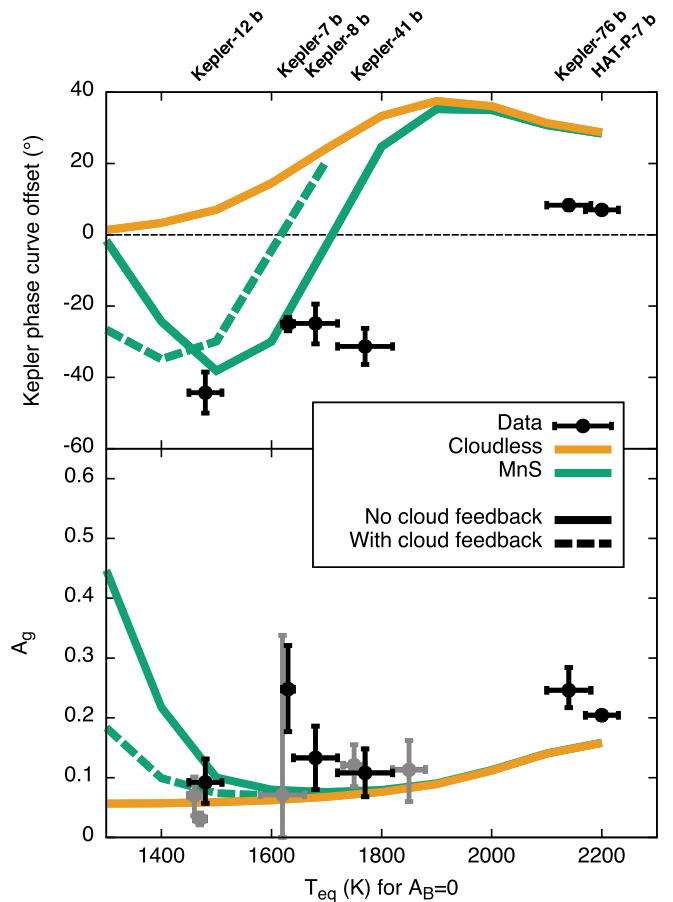 Kepler-12 b
Kepler-7 b
Kepler-8 b
Kepler-41 b
Kepler-76 b
HAT-P-7 b
Kepler phase curve offset (°)
40
20
0
-20
-40
-60
Data
Cloudless
MnS
No cloud feedback
With cloud feedback
Ag
0.6
0.5
0.4
0.3
0.2
0.1
0
1400 1600 1800 2000 2200
Teq (K) for AB=0